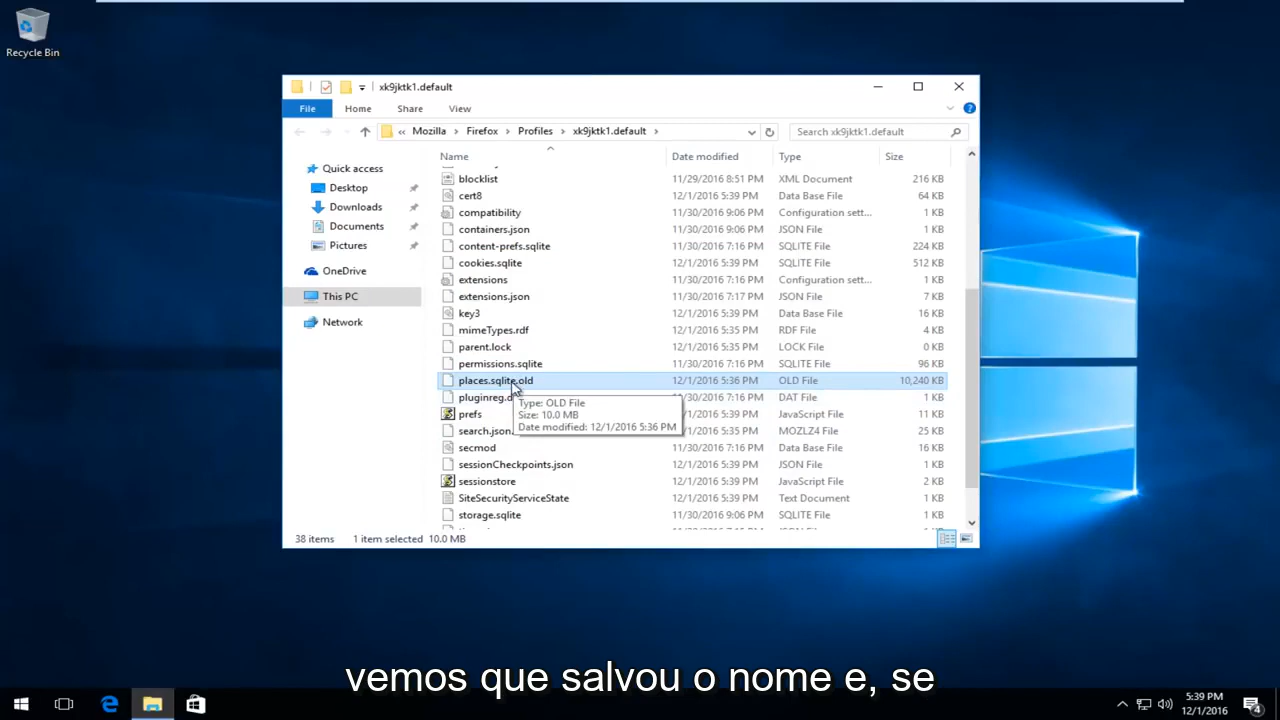 Recycle Bin
xk9jktk1.default
File Home Share View
« Mozilla > Firefox > Profiles > xk9jktk1.default >
Search xk9jktk1.default
Name Date modified Type Size
Quick access
Desktop
Downloads
Documents
Pictures
OneDrive
This PC
Network
blocklist 11/29/2016 8:51 PM XML Document 216 KB
cert8 12/1/2016 5:39 PM Data Base File 64 KB
compatibility 11/30/2016 9:06 PM Configuration sett... 1 KB
containers.json 11/30/2016 9:06 PM JSON File 1 KB
content-prefs.sqlite 11/30/2016 7:16 PM SQLITE File 224 KB
cookies.sqlite 12/1/2016 5:39 PM SQLITE File 512 KB
extensions 11/30/2016 7:16 PM Configuration sett... 1 KB
extensions.json 11/30/2016 7:17 PM JSON File 7 KB
key3 12/1/2016 5:39 PM Data Base File 16 KB
mimeTypes.rdf 12/1/2016 5:35 PM RDF File 4 KB
parent.lock 12/1/2016 5:35 PM LOCK File 0 KB
permissions.sqlite 11/30/2016 7:16 PM SQLITE File 96 KB
places.sqlite.old 12/1/2016 5:36 PM OLD File 10,240 KB
pluginreg.d /30/2016 7:16 PM DAT File 1 KB
prefs /1/2016 5:39 PM JavaScript File 11 KB
search.json. /1/2016 5:35 PM MOZLZ4 File 25 KB
secmod 11/30/2016 7:16 PM Data Base File 16 KB
sessionCheckpoints.json 12/1/2016 5:39 PM JSON File 1 KB
sessionstore 12/1/2016 5:39 PM JavaScript File 2 KB
SiteSecurityServiceState 12/1/2016 5:39 PM Text Document 1 KB
storage.sqlite 11/30/2016 9:06 PM SQLITE File 1 KB
Type: OLD File
Size: 10.0 MB
Date modified: 12/1/2016 5:36 PM
38 items 1 item selected 10.0 MB
vemos que salvou o nome e, se
5:39 PM
12/1/2016
4